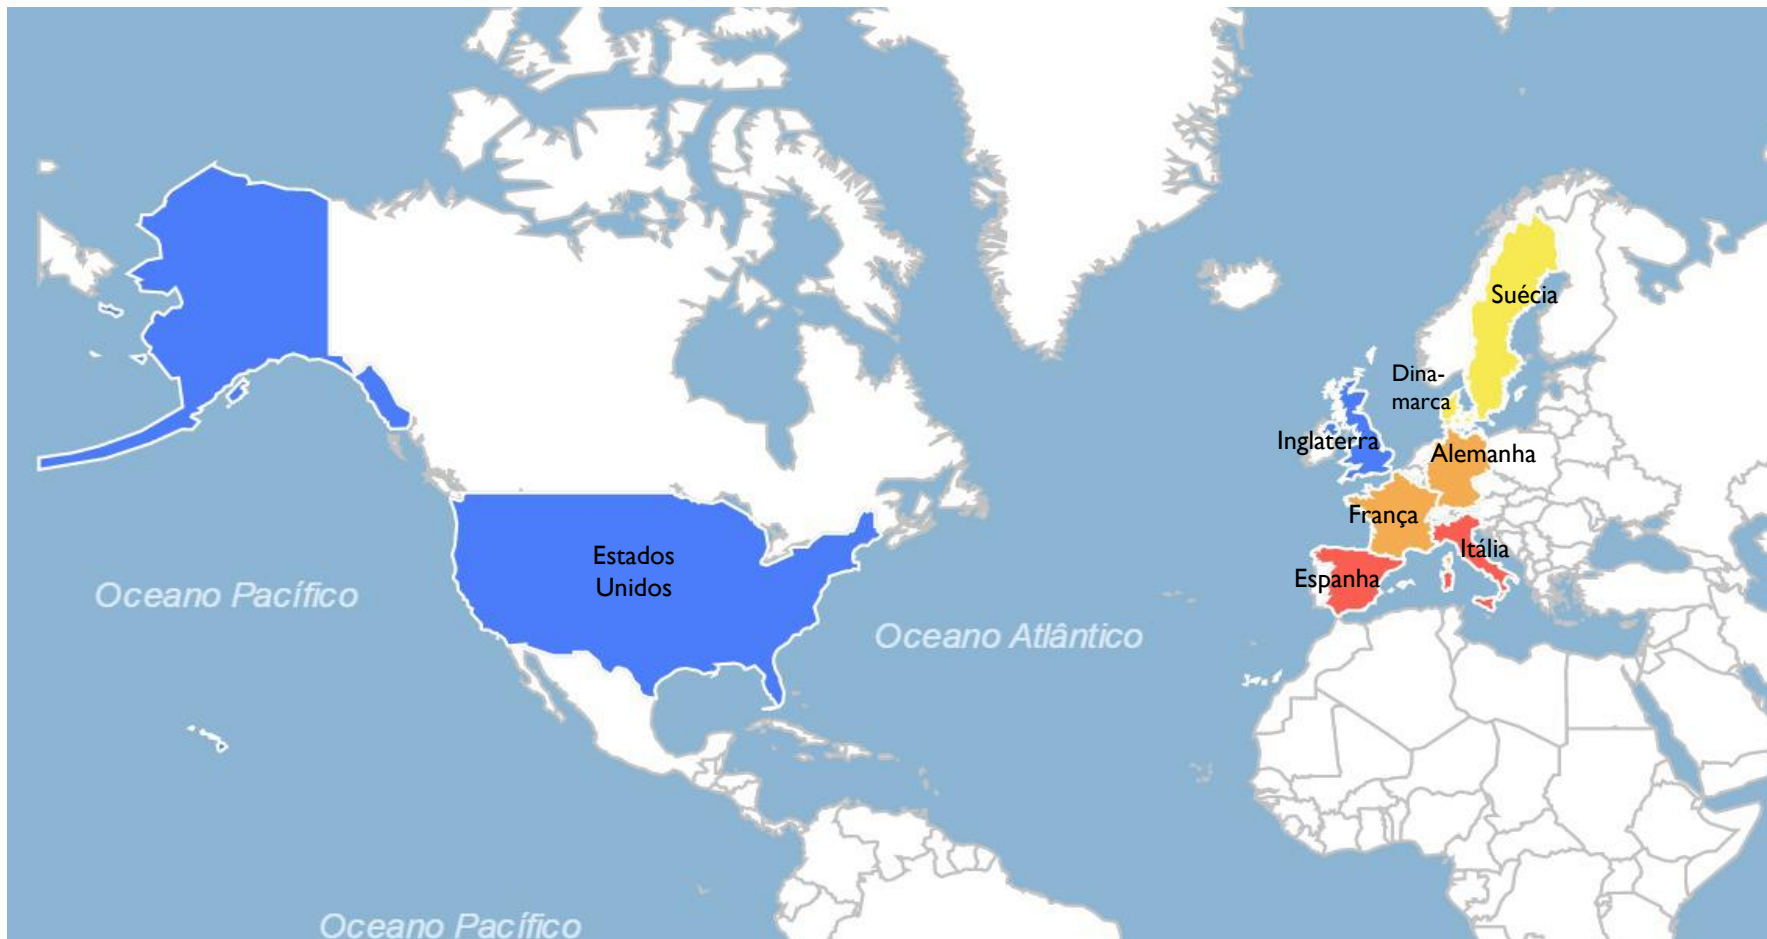 Suécia
Dina-
marca
Inglaterra
Alemanha
França
Itália
Espanha
Estados
Unidos
Oceano Pacífico
Oceano Atlântico
Oceano Pacífico